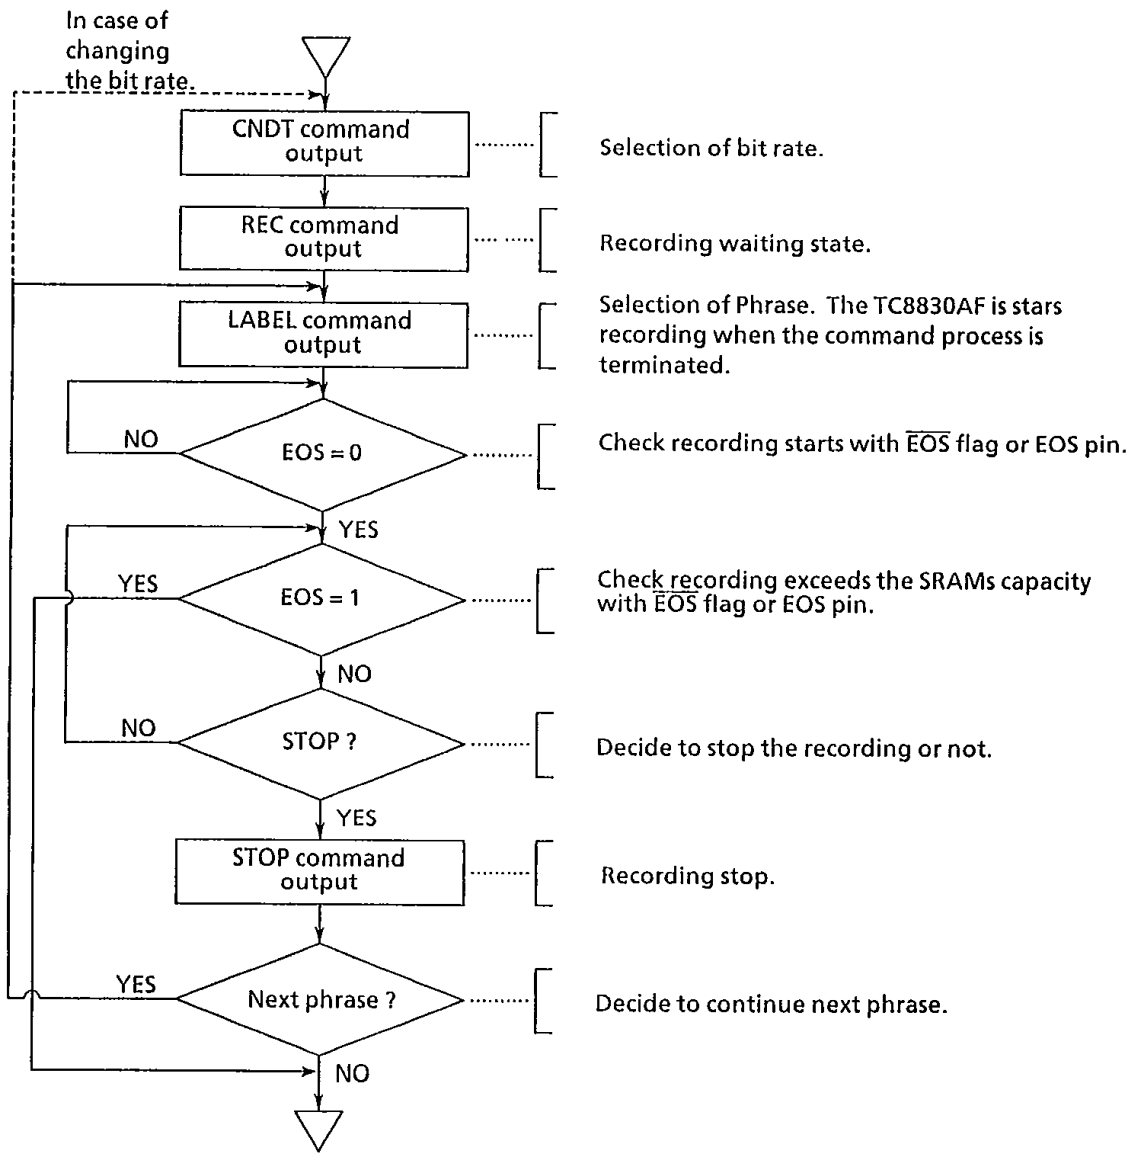 In case of
changing
the bit rate.
CNDT command
output
Selection of bit rate.
REC command
output
Recording waiting state.
LABEL command
output
Selection of Phrase. The TC8830AF is stars
recording when the command process is
terminated.
NO
EOS = 0
Check recording starts with E̅O̅S̅ flag or EOS pin.
YES
YES
EOS = 1
Check recording exceeds the SRAMs capacity
with E̅O̅S̅ flag or EOS pin.
NO
NO
STOP ?
Decide to stop the recording or not.
YES
STOP command
output
Recording stop.
YES
Next phrase ?
Decide to continue next phrase.
NO